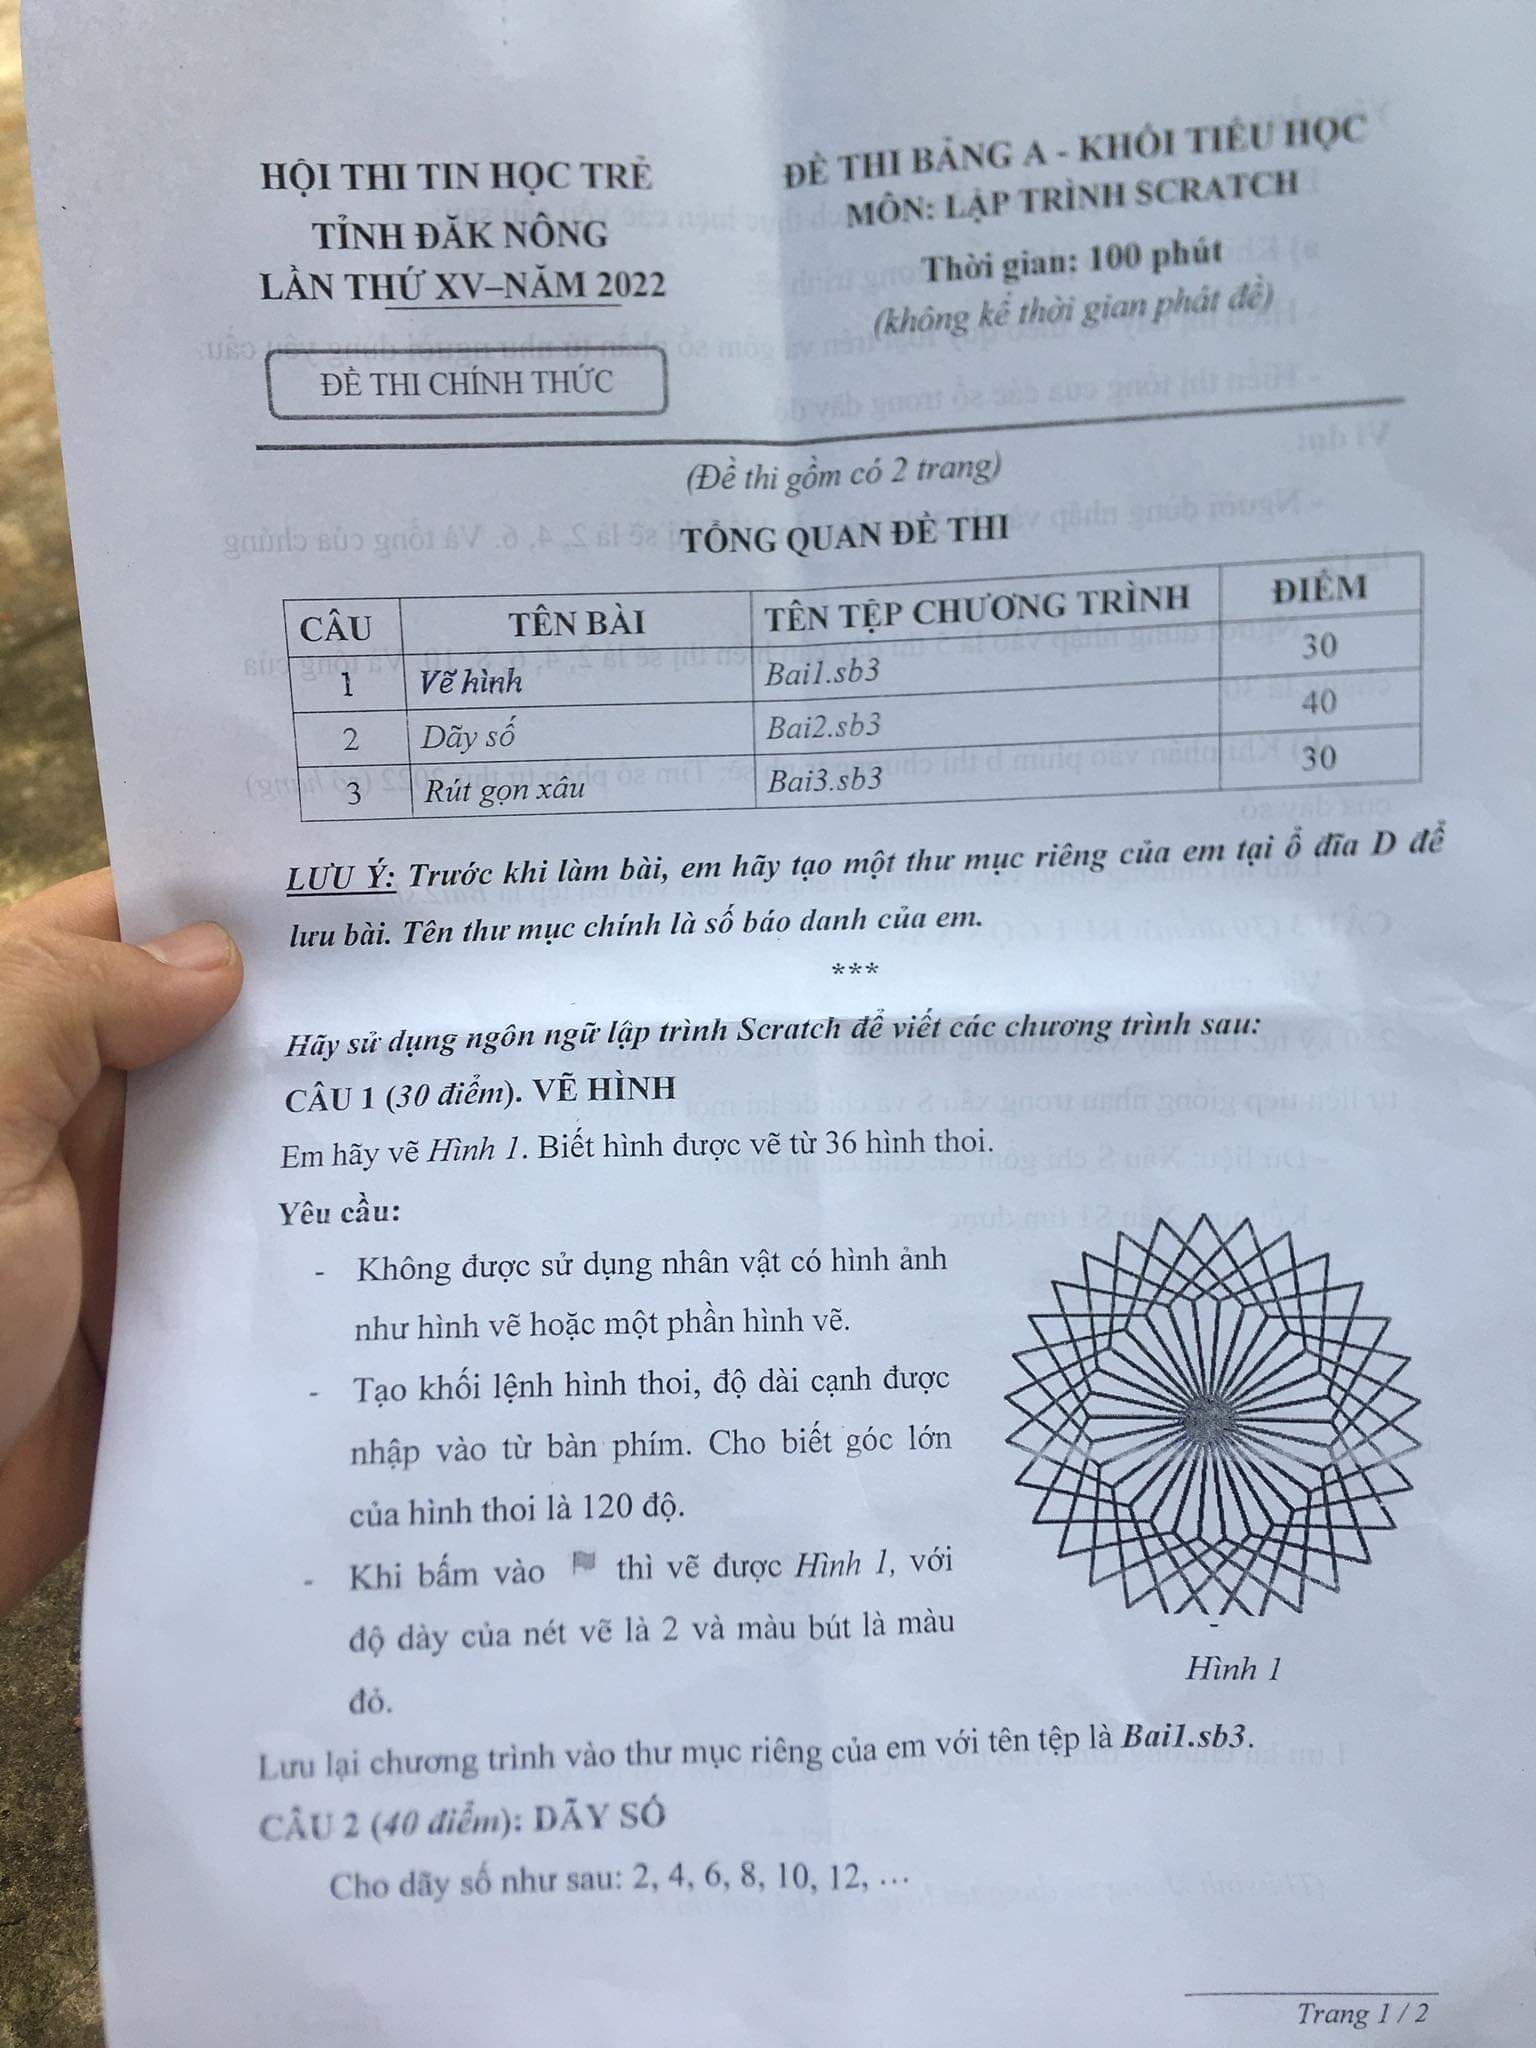 HỘI THI TIN HỌC TRẺ
TỈNH ĐĂK NÔNG
LẦN THỨ XV–NĂM 2022
ĐỀ THI CHÍNH THỨC
ĐỀ THI BẢNG A - KHỐI TIỂU HỌC
MÔN: LẬP TRÌNH SCRATCH
Thời gian: 100 phút
(không kể thời gian phát đề)
(Đề thi gồm có 2 trang)
TỔNG QUAN ĐỀ THI
CÂU TÊN BÀI TÊN TỆP CHƯƠNG TRÌNH ĐIỂM
1 Vẽ hình Bai1.sb3 30
2 Dãy số Bai2.sb3 40
3 Rút gọn xâu Bai3.sb3 30
LƯU Ý: Trước khi làm bài, em hãy tạo một thư mục riêng của em tại ổ đĩa D để
lưu bài. Tên thư mục chính là số báo danh của em.
***
Hãy sử dụng ngôn ngữ lập trình Scratch để viết các chương trình sau:
CÂU 1 (30 điểm). VẼ HÌNH
Em hãy vẽ Hình 1. Biết hình được vẽ từ 36 hình thoi.
Yêu cầu:
- Không được sử dụng nhân vật có hình ảnh
như hình vẽ hoặc một phần hình vẽ.
- Tạo khối lệnh hình thoi, độ dài cạnh được
nhập vào từ bàn phím. Cho biết góc lớn
của hình thoi là 120 độ.
- Khi bấm vào thì vẽ được Hình 1, với
độ dày của nét vẽ là 2 và màu bút là màu
đỏ.
Hình 1
Lưu lại chương trình vào thư mục riêng của em với tên tệp là Bai1.sb3.
CÂU 2 (40 điểm): DÃY SỐ
Cho dãy số như sau: 2, 4, 6, 8, 10, 12, …
Trang 1 / 2